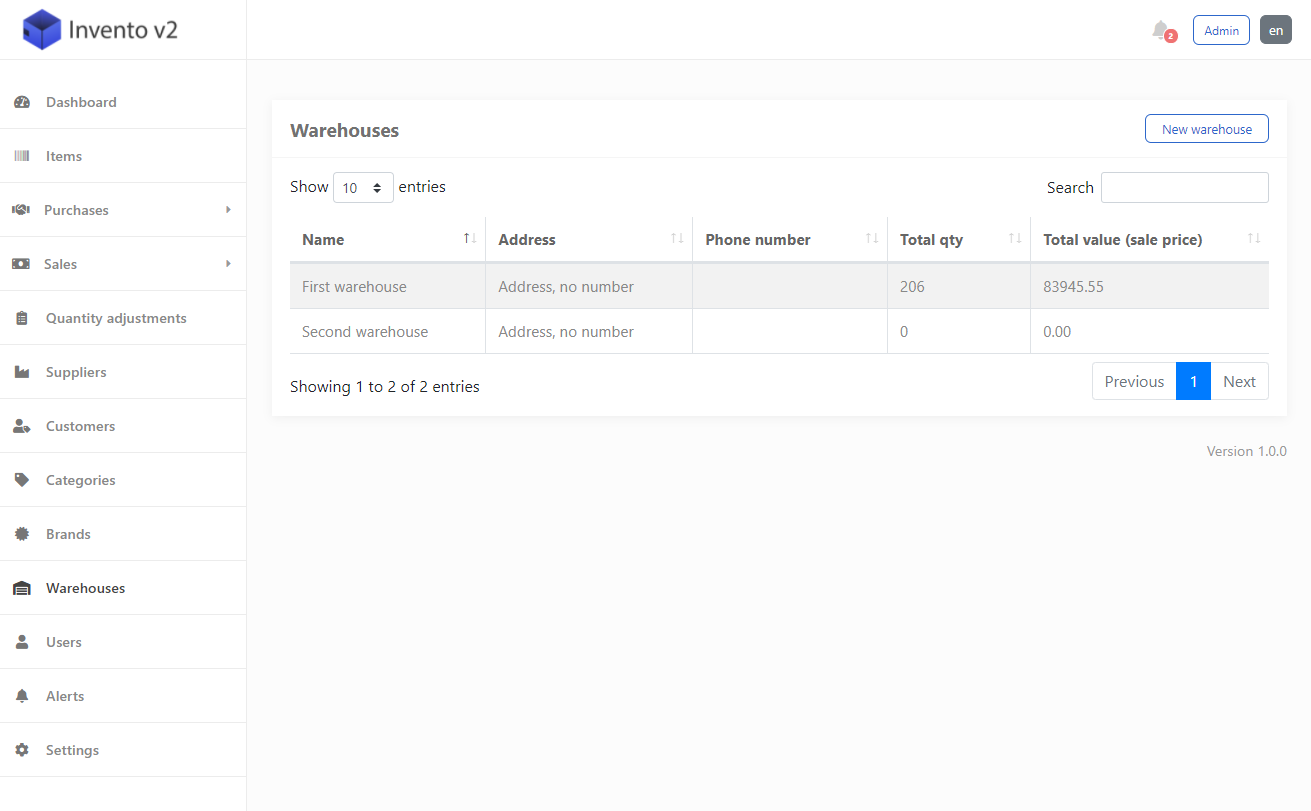 Invento v2
2
Admin
en
Dashboard
Items
Purchases
Sales
Quantity adjustments
Suppliers
Customers
Categories
Brands
Warehouses
Users
Alerts
Settings
Warehouses
New warehouse
Show 10 entries
Search
Name Address Phone number Total qty Total value (sale price)
First warehouse Address, no number 206 83945.55
Second warehouse Address, no number 0 0.00
Showing 1 to 2 of 2 entries
Previous 1 Next
Version 1.0.0